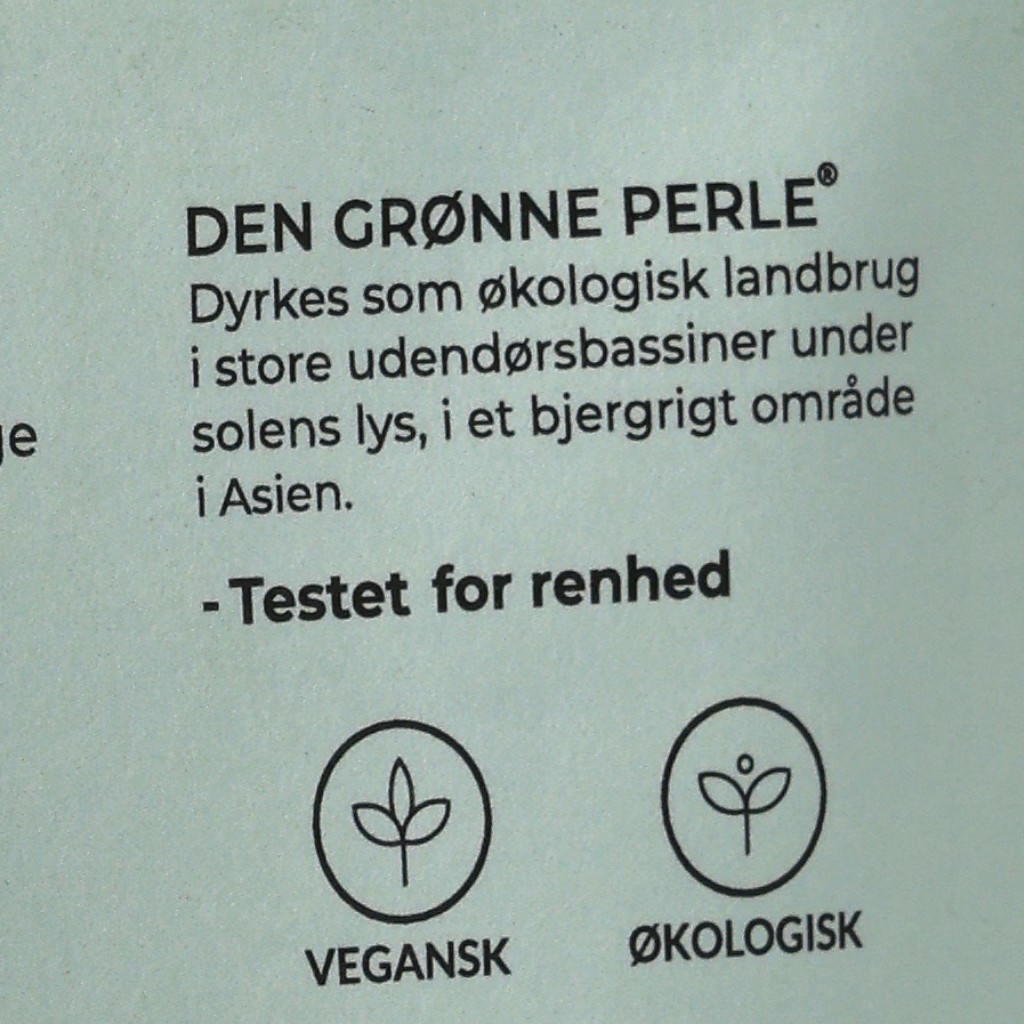 DEN GRØNNE PERLE®
Dyrkes som økologisk landbrug
i store udendørsbassiner under
solens lys, i et bjergrigt område
i Asien.
- Testet for renhed
VEGANSK ØKOLOGISK